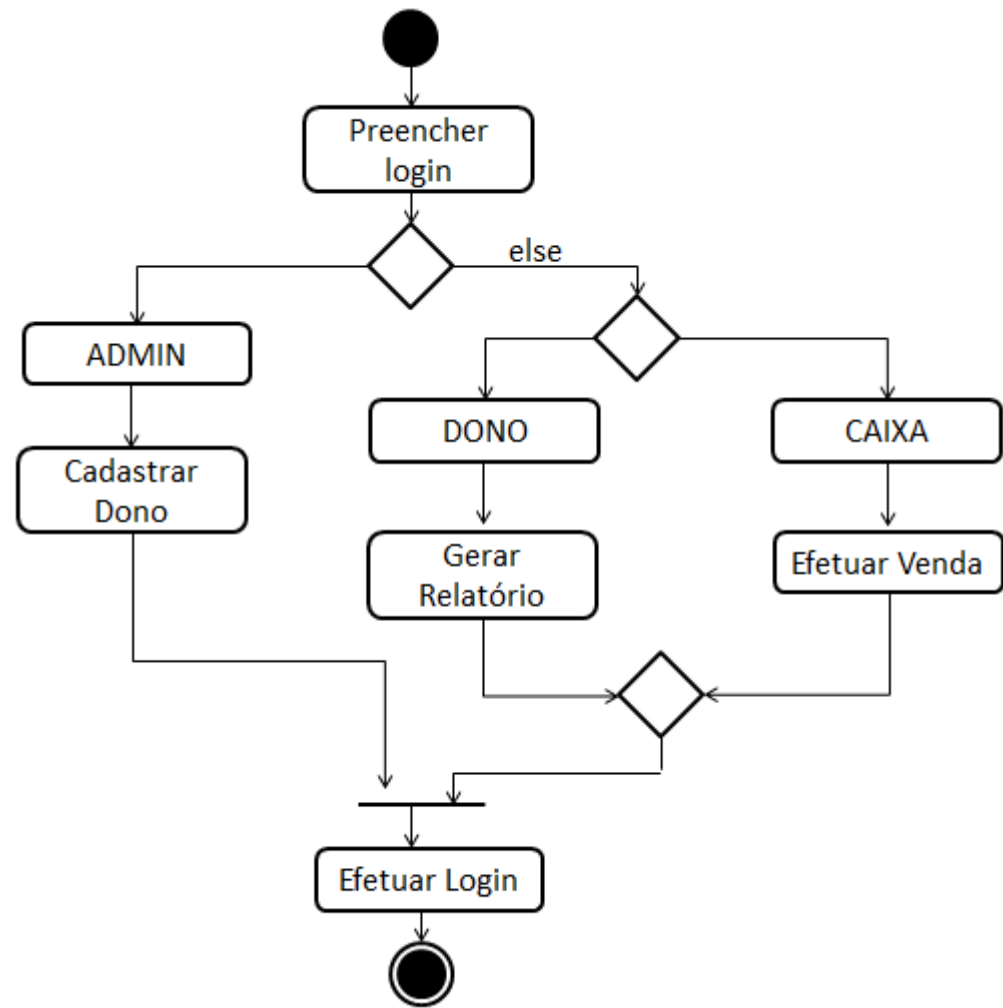 Preencher
login
else
ADMIN
DONO
CAIXA
Cadastrar
Dono
Gerar
Relatório
Efetuar Venda
Efetuar Login